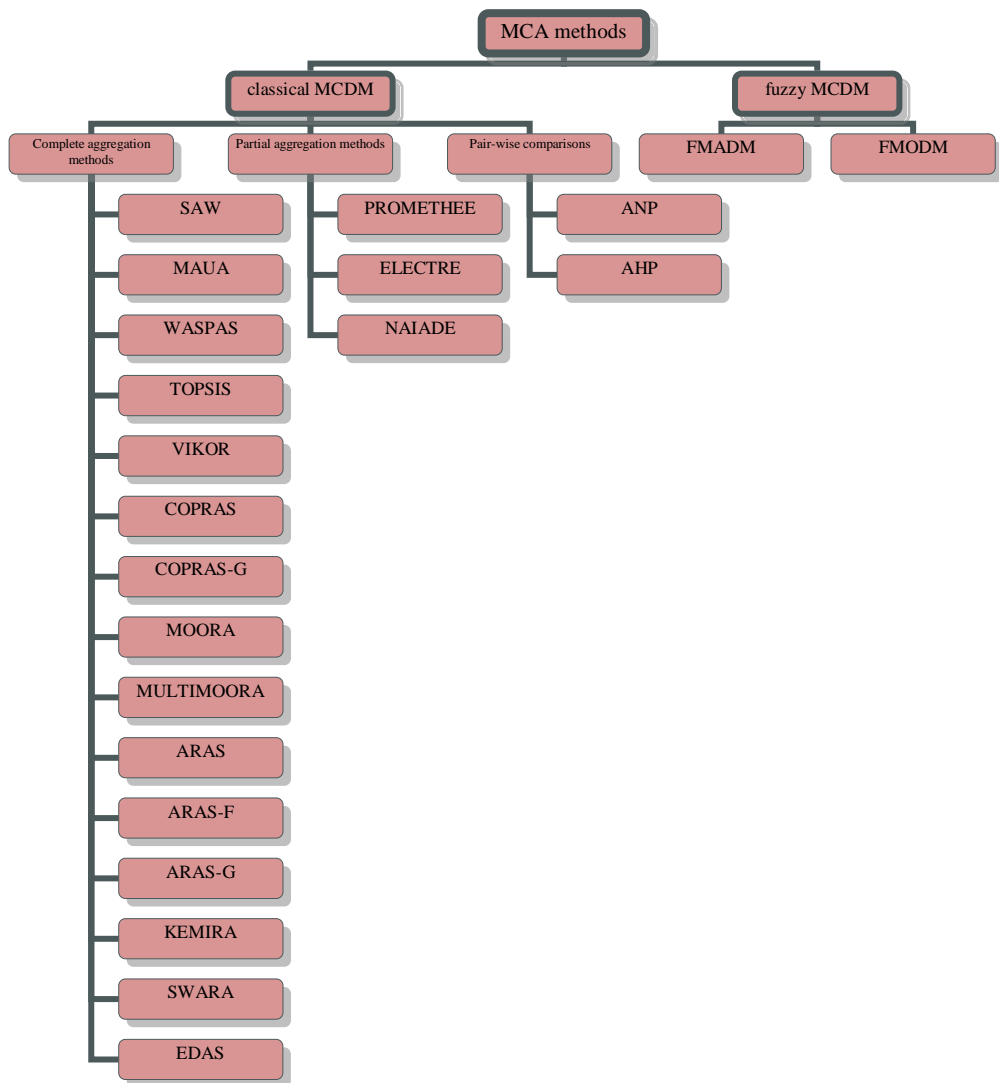 MCA methods
classical MCDM
fuzzy MCDM
Complete aggregation
methods
Partial aggregation methods
Pair-wise comparisons
FMADM
FMODM
SAW
PROMETHEE
ANP
MAUA
ELECTRE
AHP
WASPAS
NAIADE
TOPSIS
VIKOR
COPRAS
COPRAS-G
MOORA
MULTIMOORA
ARAS
ARAS-F
ARAS-G
KEMIRA
SWARA
EDAS